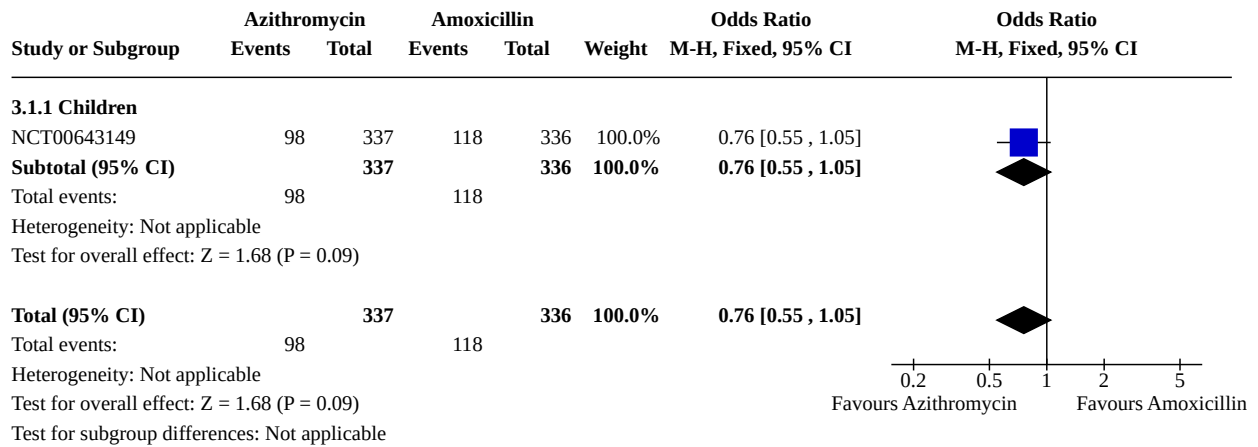 Azithromycin Amoxicillin Odds Ratio Odds Ratio
Study or Subgroup Events Total Events Total Weight M-H, Fixed, 95% CI M-H, Fixed, 95% CI
3.1.1 Children
NCT00643149 98 337 118 336 100.0% 0.76 [0.55 , 1.05]
Subtotal (95% CI) 337 336 100.0% 0.76 [0.55 , 1.05]
Total events: 98 118
Heterogeneity: Not applicable
Test for overall effect: Z = 1.68 (P = 0.09)
Total (95% CI) 337 336 100.0% 0.76 [0.55 , 1.05]
Total events: 98 118
Heterogeneity: Not applicable
0.2 0.5 1 2 5
Test for overall effect: Z = 1.68 (P = 0.09) Favours Azithromycin Favours Amoxicillin
Test for subgroup differences: Not applicable